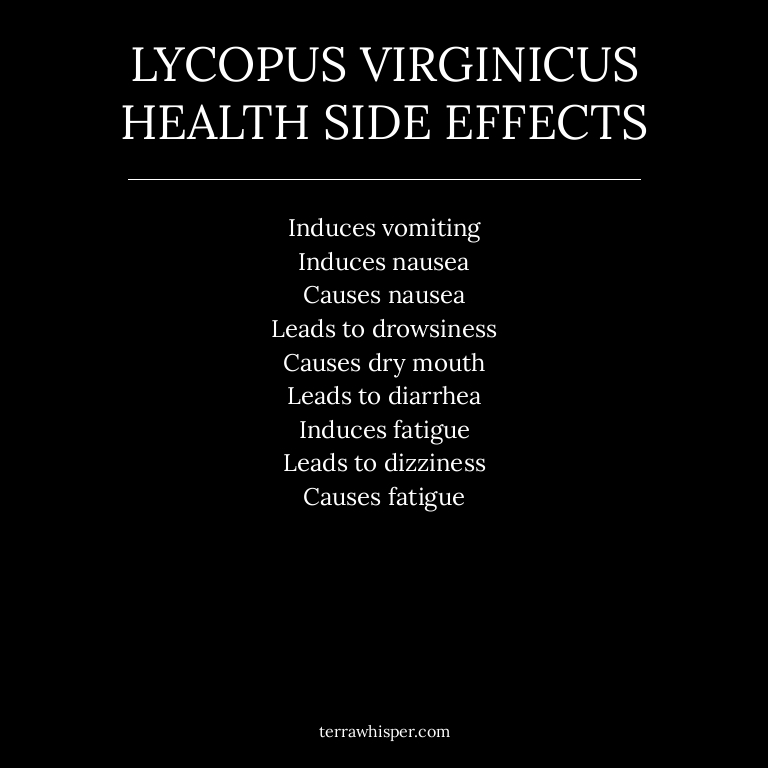 LYCOPUS VIRGINICUS
HEALTH SIDE EFFECTS
Induces vomiting
Induces nausea
Causes nausea
Leads to drowsiness
Causes dry mouth
Leads to diarrhea
Induces fatigue
Leads to dizziness
Causes fatigue
terrawhisper.com